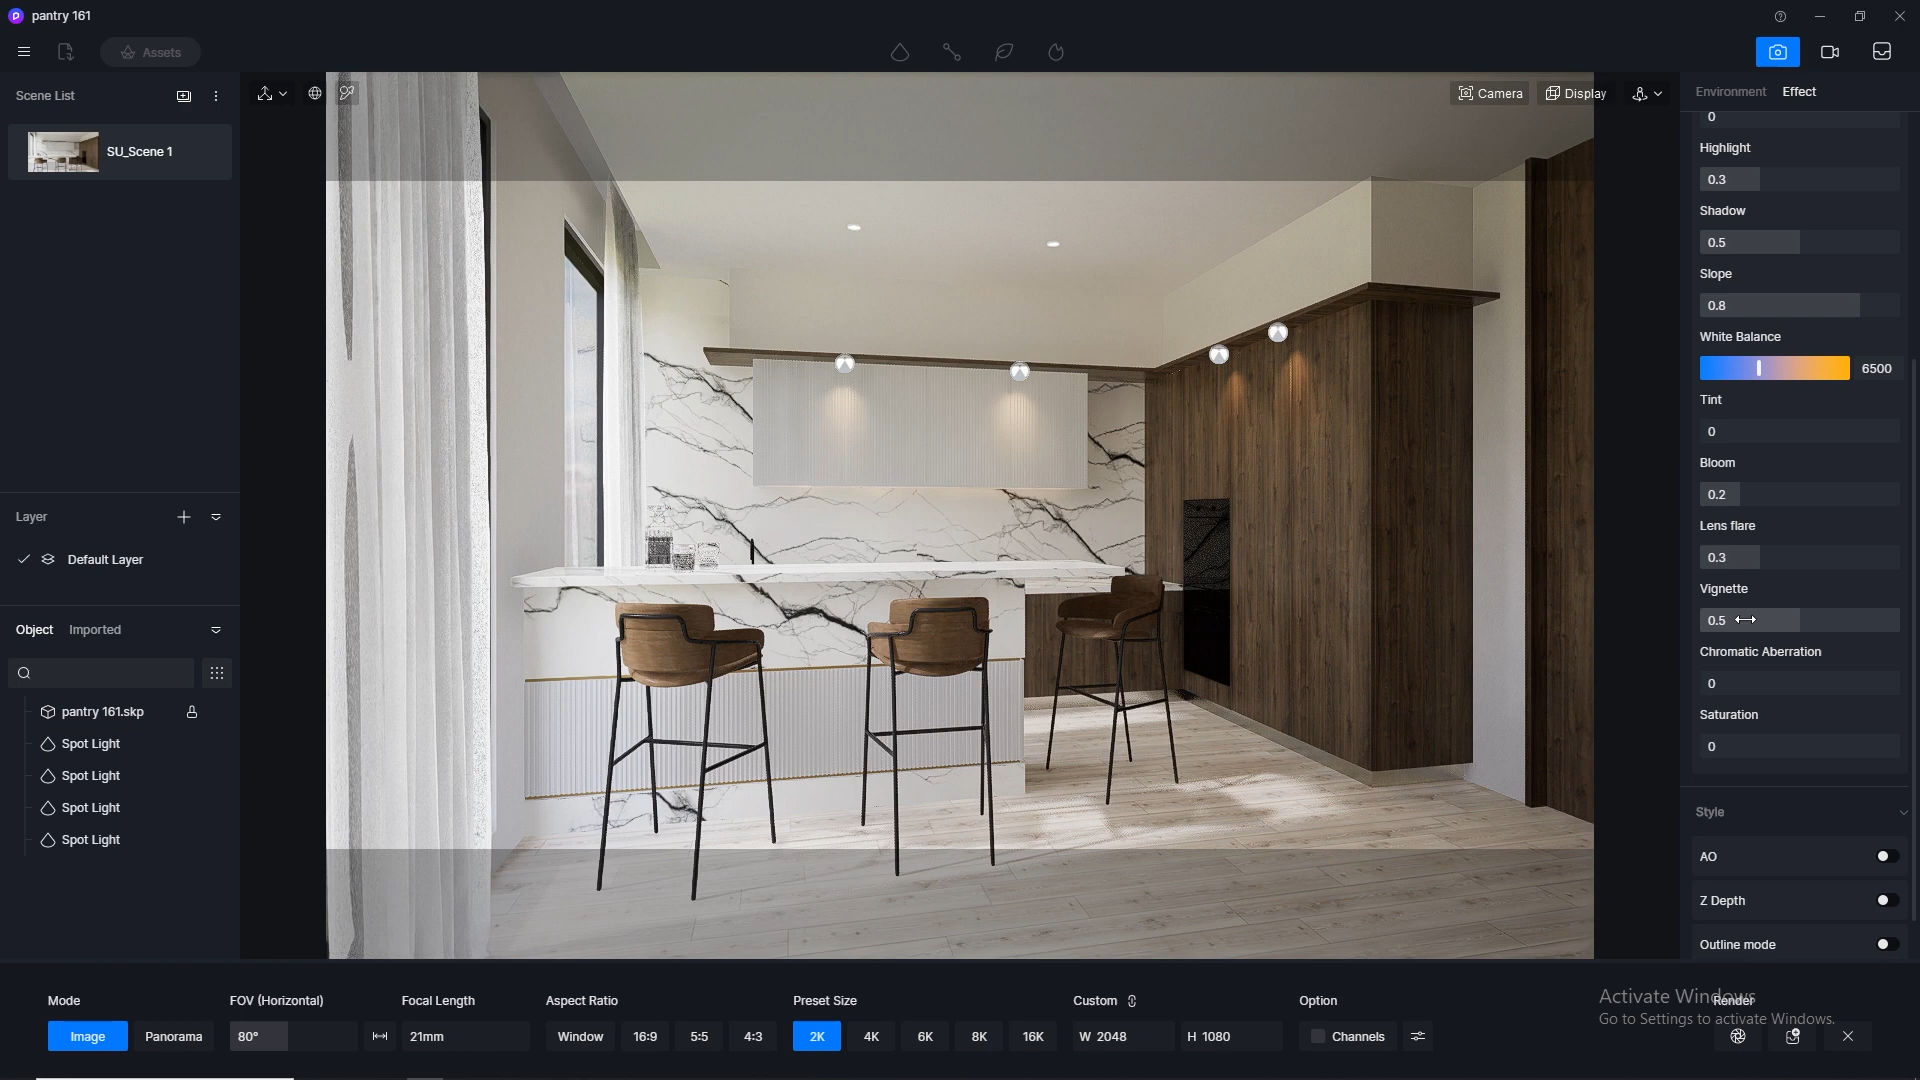 pantry 161
Assets
Scene List
SU_Scene 1
Layer
Default Layer
Object
Imported
pantry 161.skp
Spot Light
Spot Light
Spot Light
Spot Light
Camera
Display
Environment
Effect
0
Highlight
0.3
Shadow
0.5
Slope
0.8
White Balance
6500
Tint
0
Bloom
0.2
Lens flare
0.3
Vignette
0.5
Chromatic Aberration
0
Saturation
0
Style
AO
Z Depth
Outline mode
Mode
Image
Panorama
FOV (Horizontal)
80°
Focal Length
21mm
Aspect Ratio
Window
16:9
5:5
4:3
Preset Size
2K
4K
6K
8K
16K
Custom
W 2048
H 1080
Option
Channels
Render
Activate Windows
Go to Settings to activate Windows.